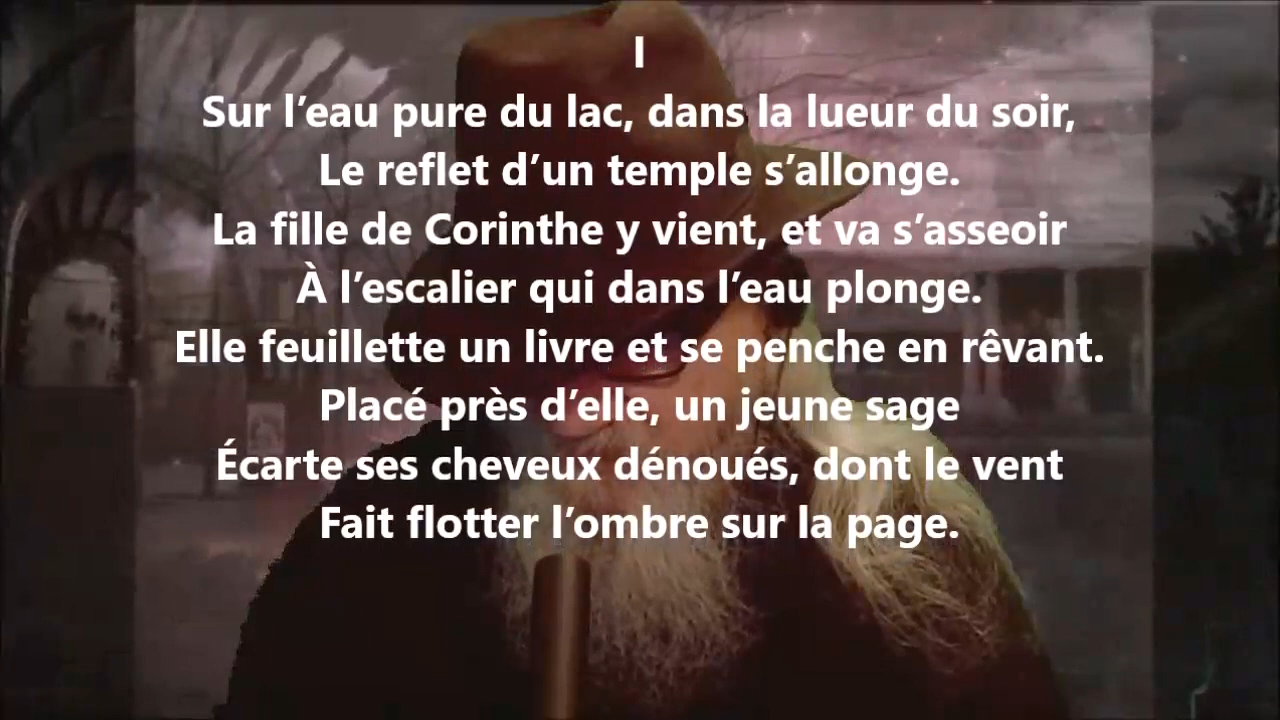 I
Sur l’eau pure du lac, dans la lueur du soir,
Le reflet d’un temple s’allonge.
La fille de Corinthe y vient, et va s’asseoir
À l’escalier qui dans l’eau plonge.
Elle feuillette un livre et se penche en rêvant.
Placé près d’elle, un jeune sage
Écarte ses cheveux dénoués, dont le vent
Fait flotter l’ombre sur la page.